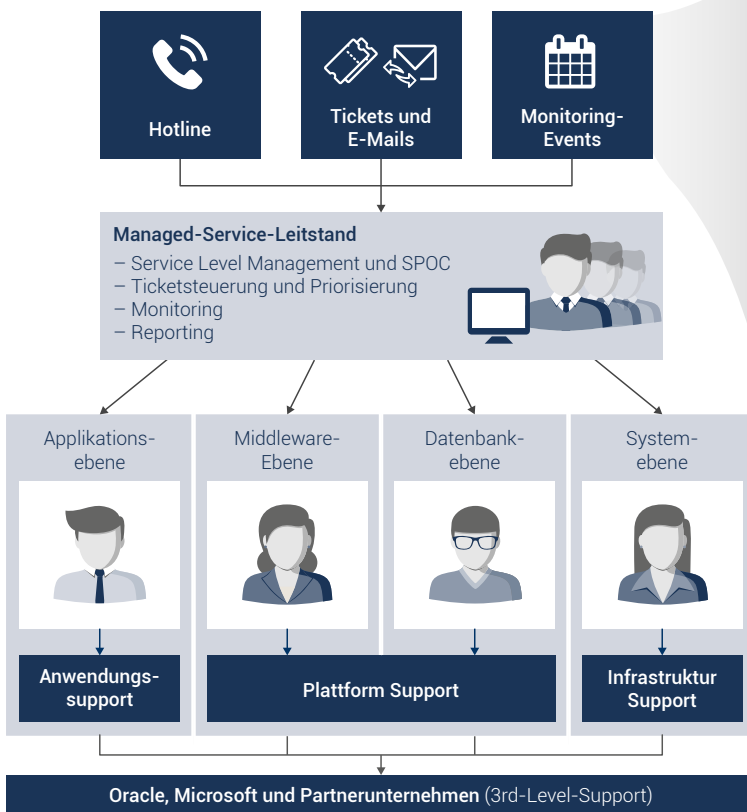 Hotline
Tickets und
E-Mails
Monitoring-
Events
Managed-Service-Leitstand
– Service Level Management und SPOC
– Ticketsteuerung und Priorisierung
– Monitoring
– Reporting
Applikations-
ebene
Middleware-
Ebene
Datenbank-
ebene
System-
ebene
Anwendungs-
support
Plattform Support
Infrastruktur
Support
Oracle, Microsoft und Partnerunternehmen (3rd-Level-Support)